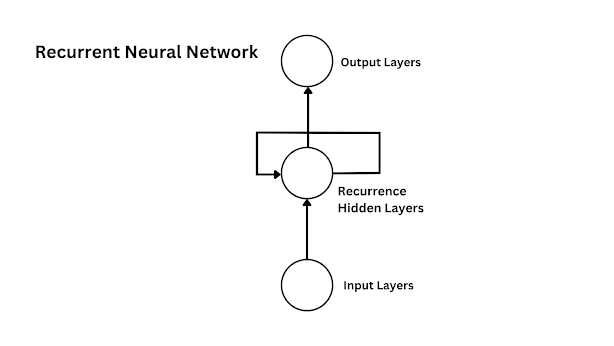 Recurrent Neural Network
Output Layers
Recurrence
Hidden Layers
Input Layers